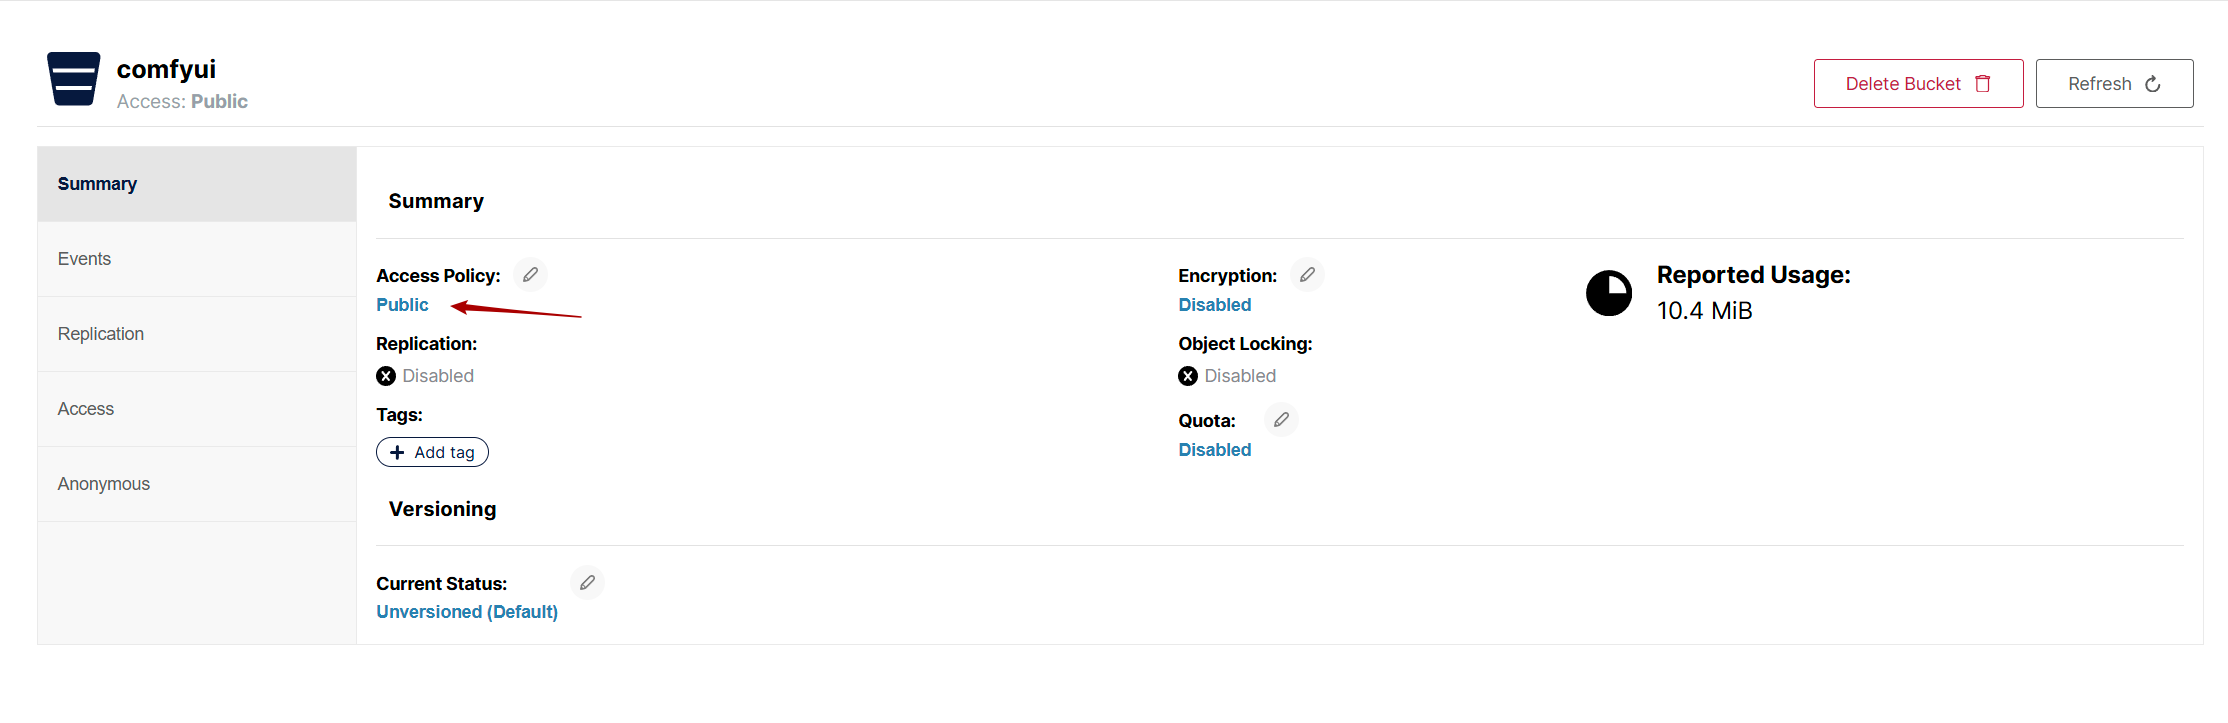 comfyui
Access: Public
Delete Bucket
Refresh
Summary
Events
Replication
Access
Anonymous
Summary
Access Policy:
Public
Encryption:
Disabled
Reported Usage:
10.4 MiB
Replication:
Disabled
Object Locking:
Disabled
Tags:
Add tag
Quota:
Disabled
Versioning
Current Status:
Unversioned (Default)